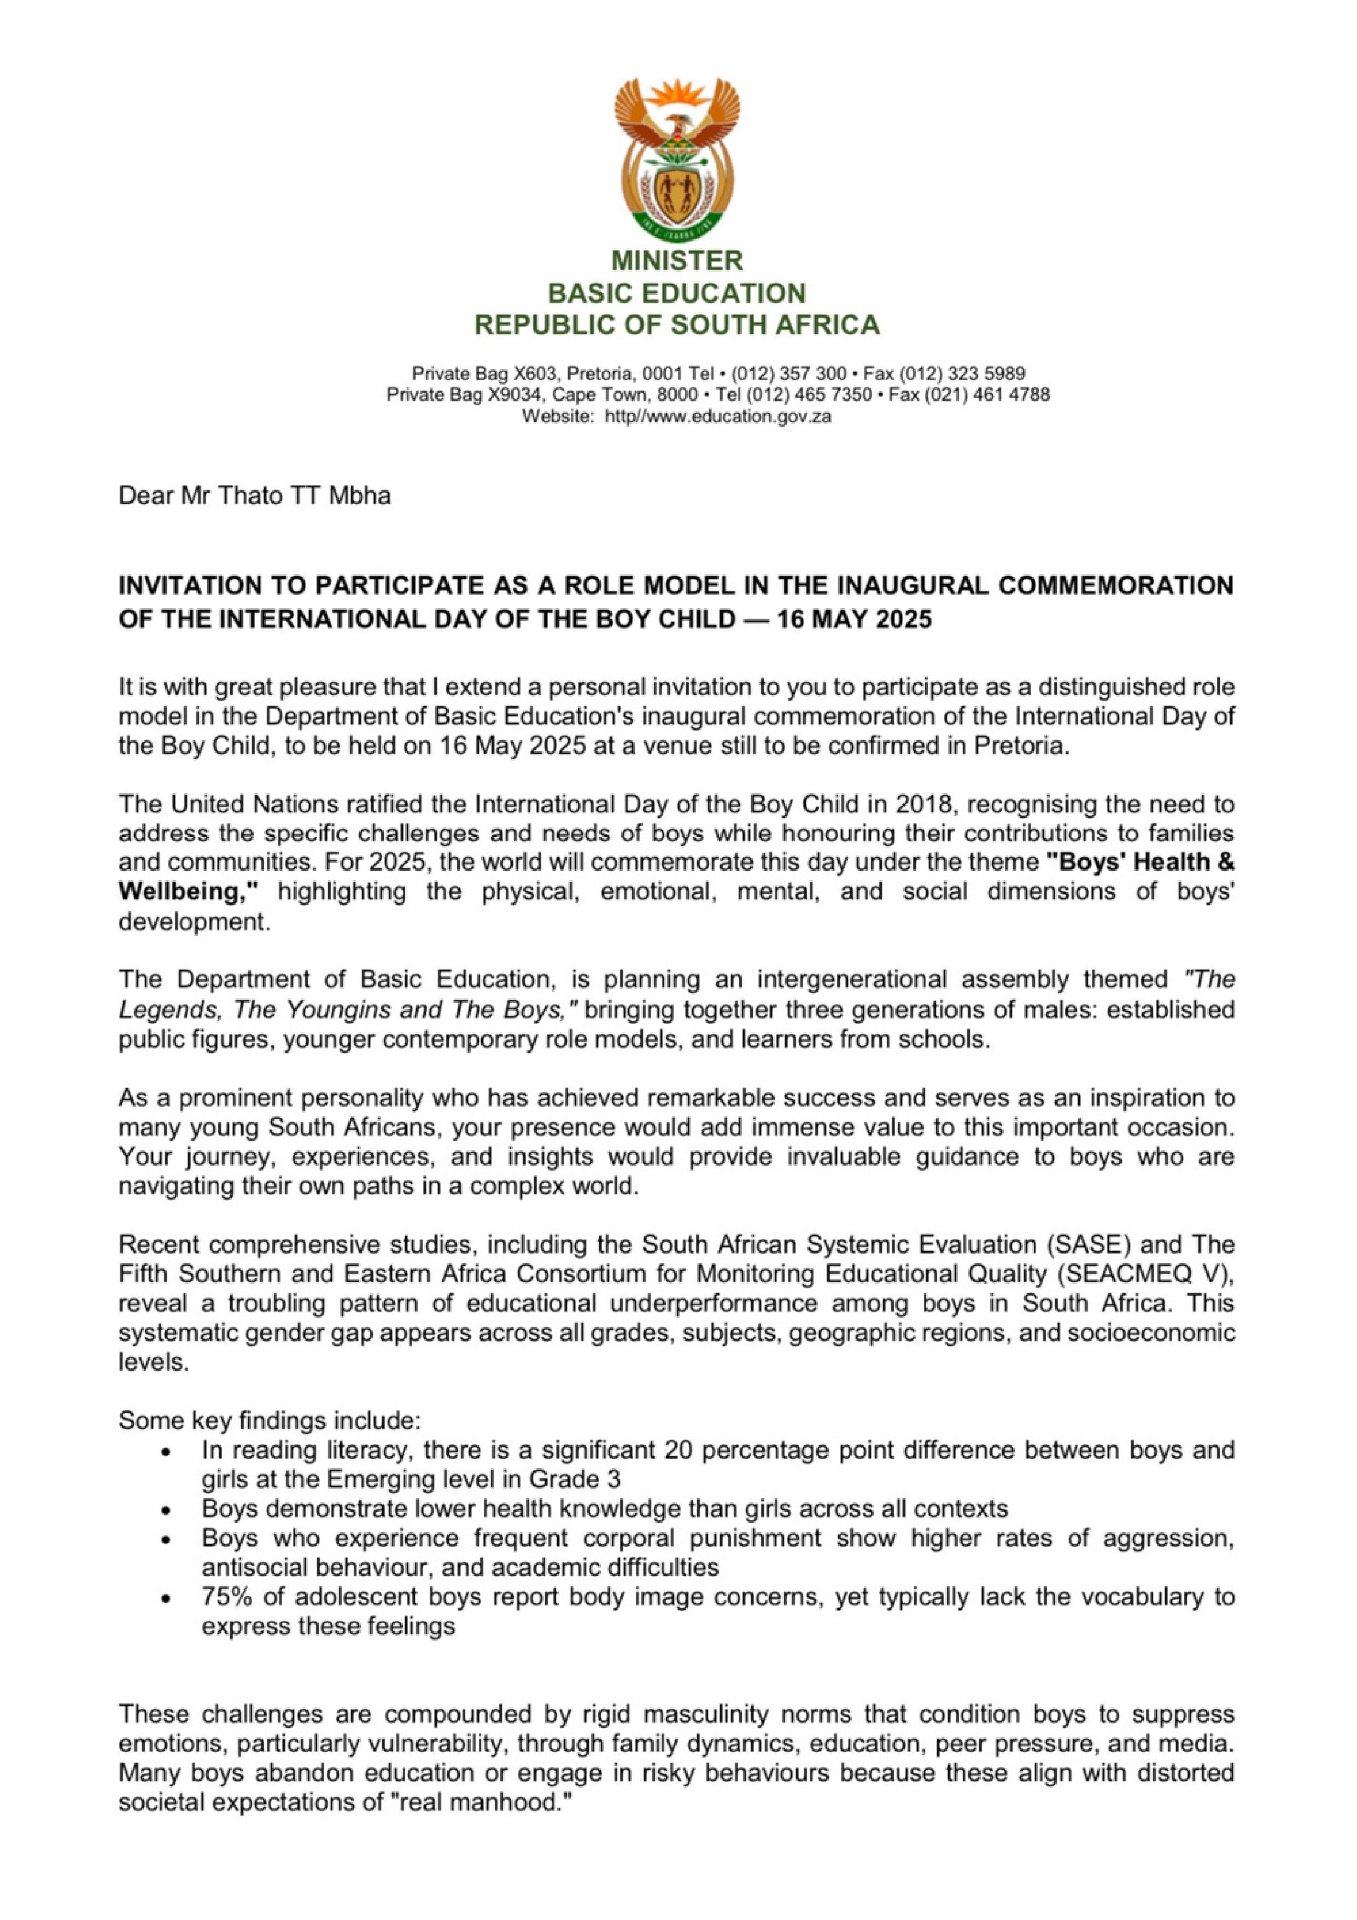 MINISTER
BASIC EDUCATION
REPUBLIC OF SOUTH AFRICA
Private Bag X603, Pretoria, 0001 Tel • (012) 357 300 • Fax (012) 323 5989
Private Bag X9034, Cape Town, 8000 • Tel (012) 465 7350 • Fax (021) 461 4788
Website: http//www.education.gov.za
Dear Mr Thato TT Mbha
INVITATION TO PARTICIPATE AS A ROLE MODEL IN THE INAUGURAL COMMEMORATION
OF THE INTERNATIONAL DAY OF THE BOY CHILD — 16 MAY 2025
It is with great pleasure that I extend a personal invitation to you to participate as a distinguished role
model in the Department of Basic Education's inaugural commemoration of the International Day of
the Boy Child, to be held on 16 May 2025 at a venue still to be confirmed in Pretoria.
The United Nations ratified the International Day of the Boy Child in 2018, recognising the need to
address the specific challenges and needs of boys while honouring their contributions to families
and communities. For 2025, the world will commemorate this day under the theme "Boys' Health &
Wellbeing," highlighting the physical, emotional, mental, and social dimensions of boys'
development.
The Department of Basic Education, is planning an intergenerational assembly themed "The
Legends, The Youngins and The Boys," bringing together three generations of males: established
public figures, younger contemporary role models, and learners from schools.
As a prominent personality who has achieved remarkable success and serves as an inspiration to
many young South Africans, your presence would add immense value to this important occasion.
Your journey, experiences, and insights would provide invaluable guidance to boys who are
navigating their own paths in a complex world.
Recent comprehensive studies, including the South African Systemic Evaluation (SASE) and The
Fifth Southern and Eastern Africa Consortium for Monitoring Educational Quality (SEACMEQ V),
reveal a troubling pattern of educational underperformance among boys in South Africa. This
systematic gender gap appears across all grades, subjects, geographic regions, and socioeconomic
levels.
Some key findings include:
• In reading literacy, there is a significant 20 percentage point difference between boys and
girls at the Emerging level in Grade 3
• Boys demonstrate lower health knowledge than girls across all contexts
• Boys who experience frequent corporal punishment show higher rates of aggression,
antisocial behaviour, and academic difficulties
• 75% of adolescent boys report body image concerns, yet typically lack the vocabulary to
express these feelings
These challenges are compounded by rigid masculinity norms that condition boys to suppress
emotions, particularly vulnerability, through family dynamics, education, peer pressure, and media.
Many boys abandon education or engage in risky behaviours because these align with distorted
societal expectations of "real manhood."